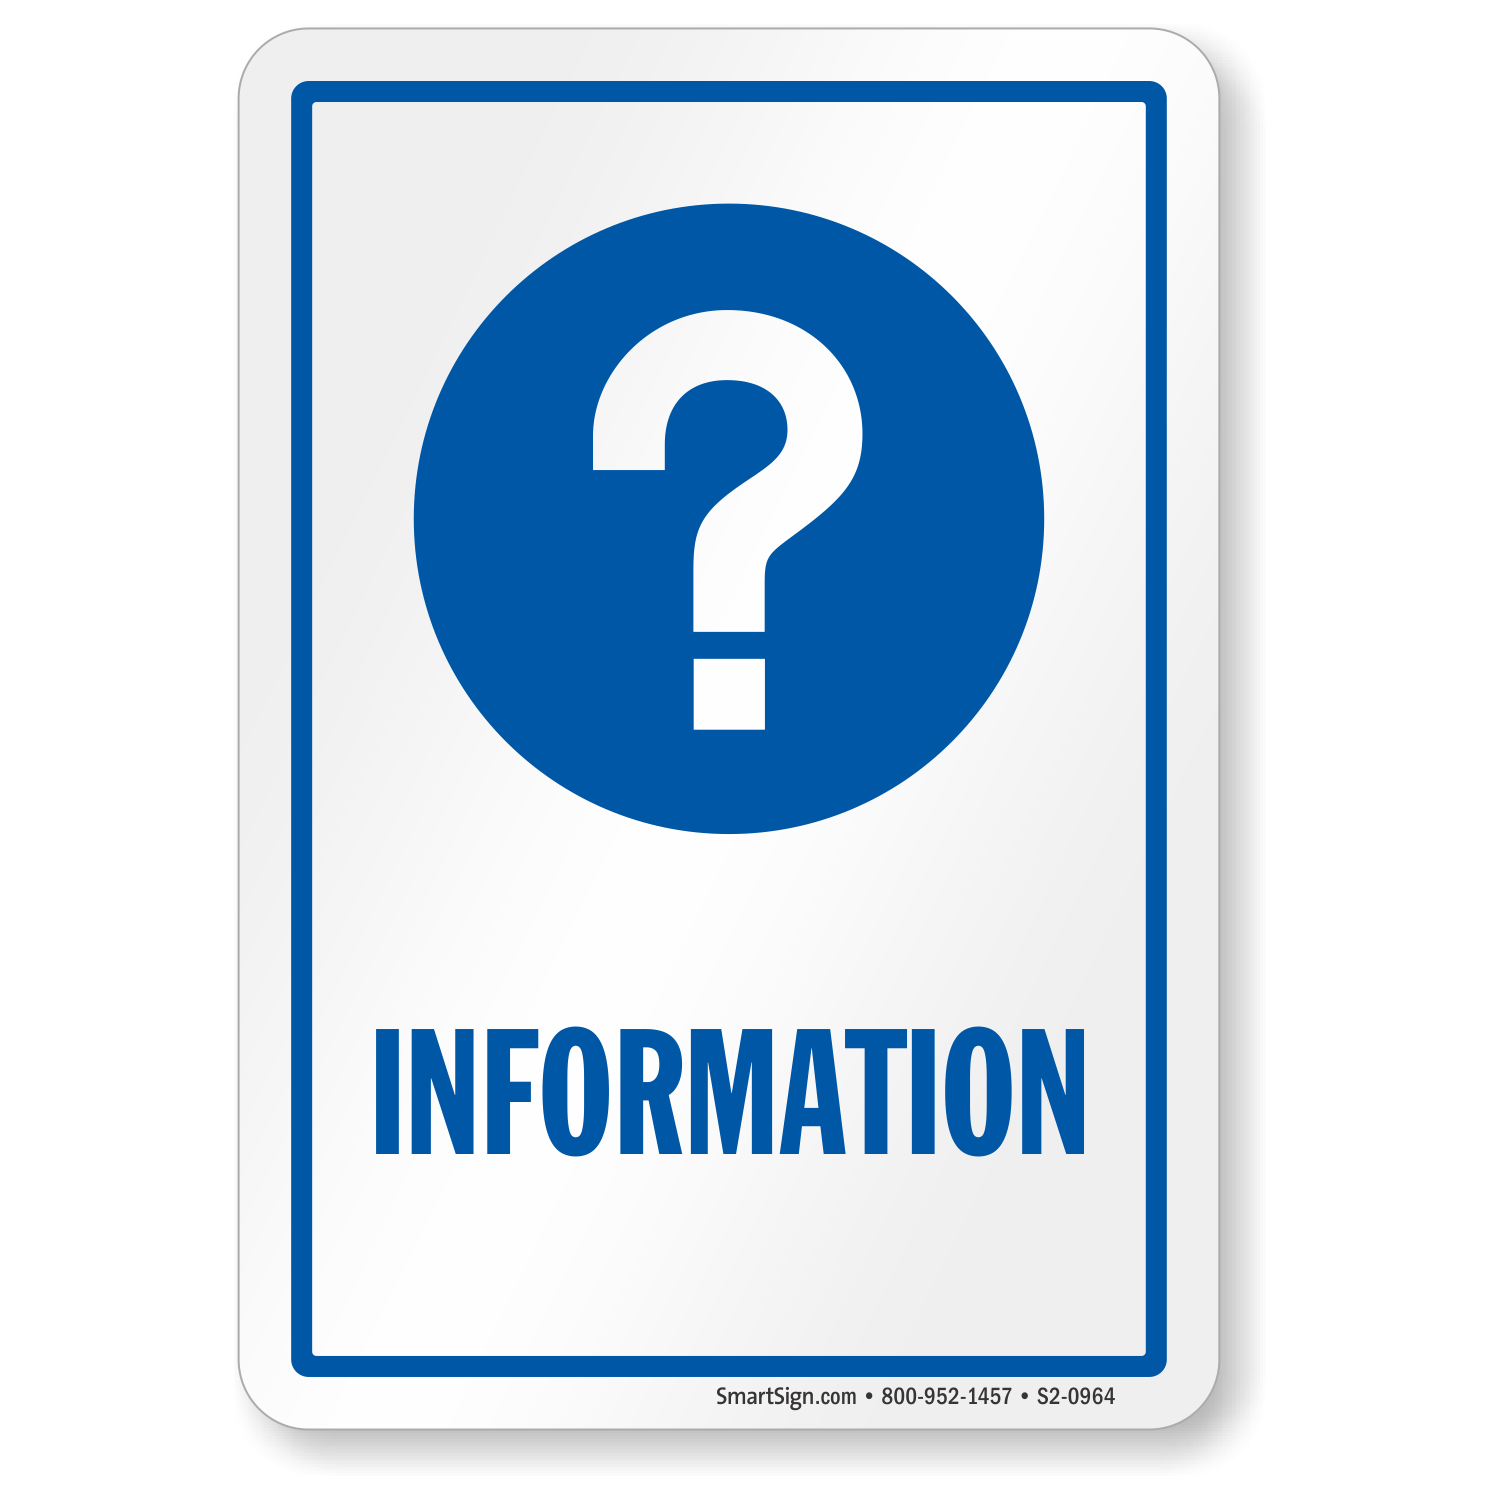 ?
INFORMATION
SmartSign.com • 800-952-1457 • S2-0964